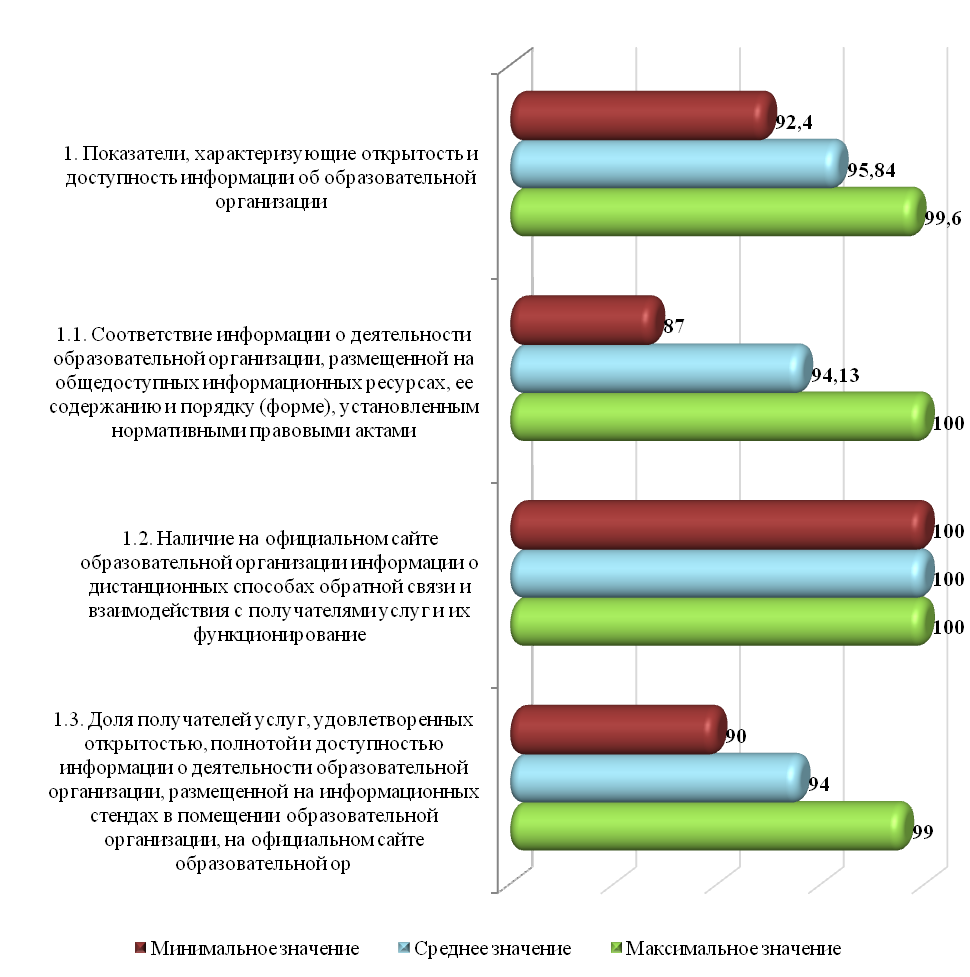 1. Показатели, характеризующие открытость и
доступность информации об образовательной
организации
92,4
95,84
99,6
1.1. Соответствие информации о деятельности
образовательной организации, размещенной на
общедоступных информационных ресурсах, ее
содержанию и порядку (форме), установленным
нормативными правовыми актами
87
94,13
100
1.2. Наличие на официальном сайте
образовательной организации информации о
дистанционных способах обратной связи и
взаимодействия с получателями услуг и их
функционирование
100
100
100
1.3. Доля получателей услуг, удовлетворенных
открытостью, полнотой и доступностью
информации о деятельности образовательной
организации, размещенной на информационных
стендах в помещении образовательной
организации, на официальном сайте
образовательной ор
90
94
99
Минимальное значение Среднее значение Максимальное значение